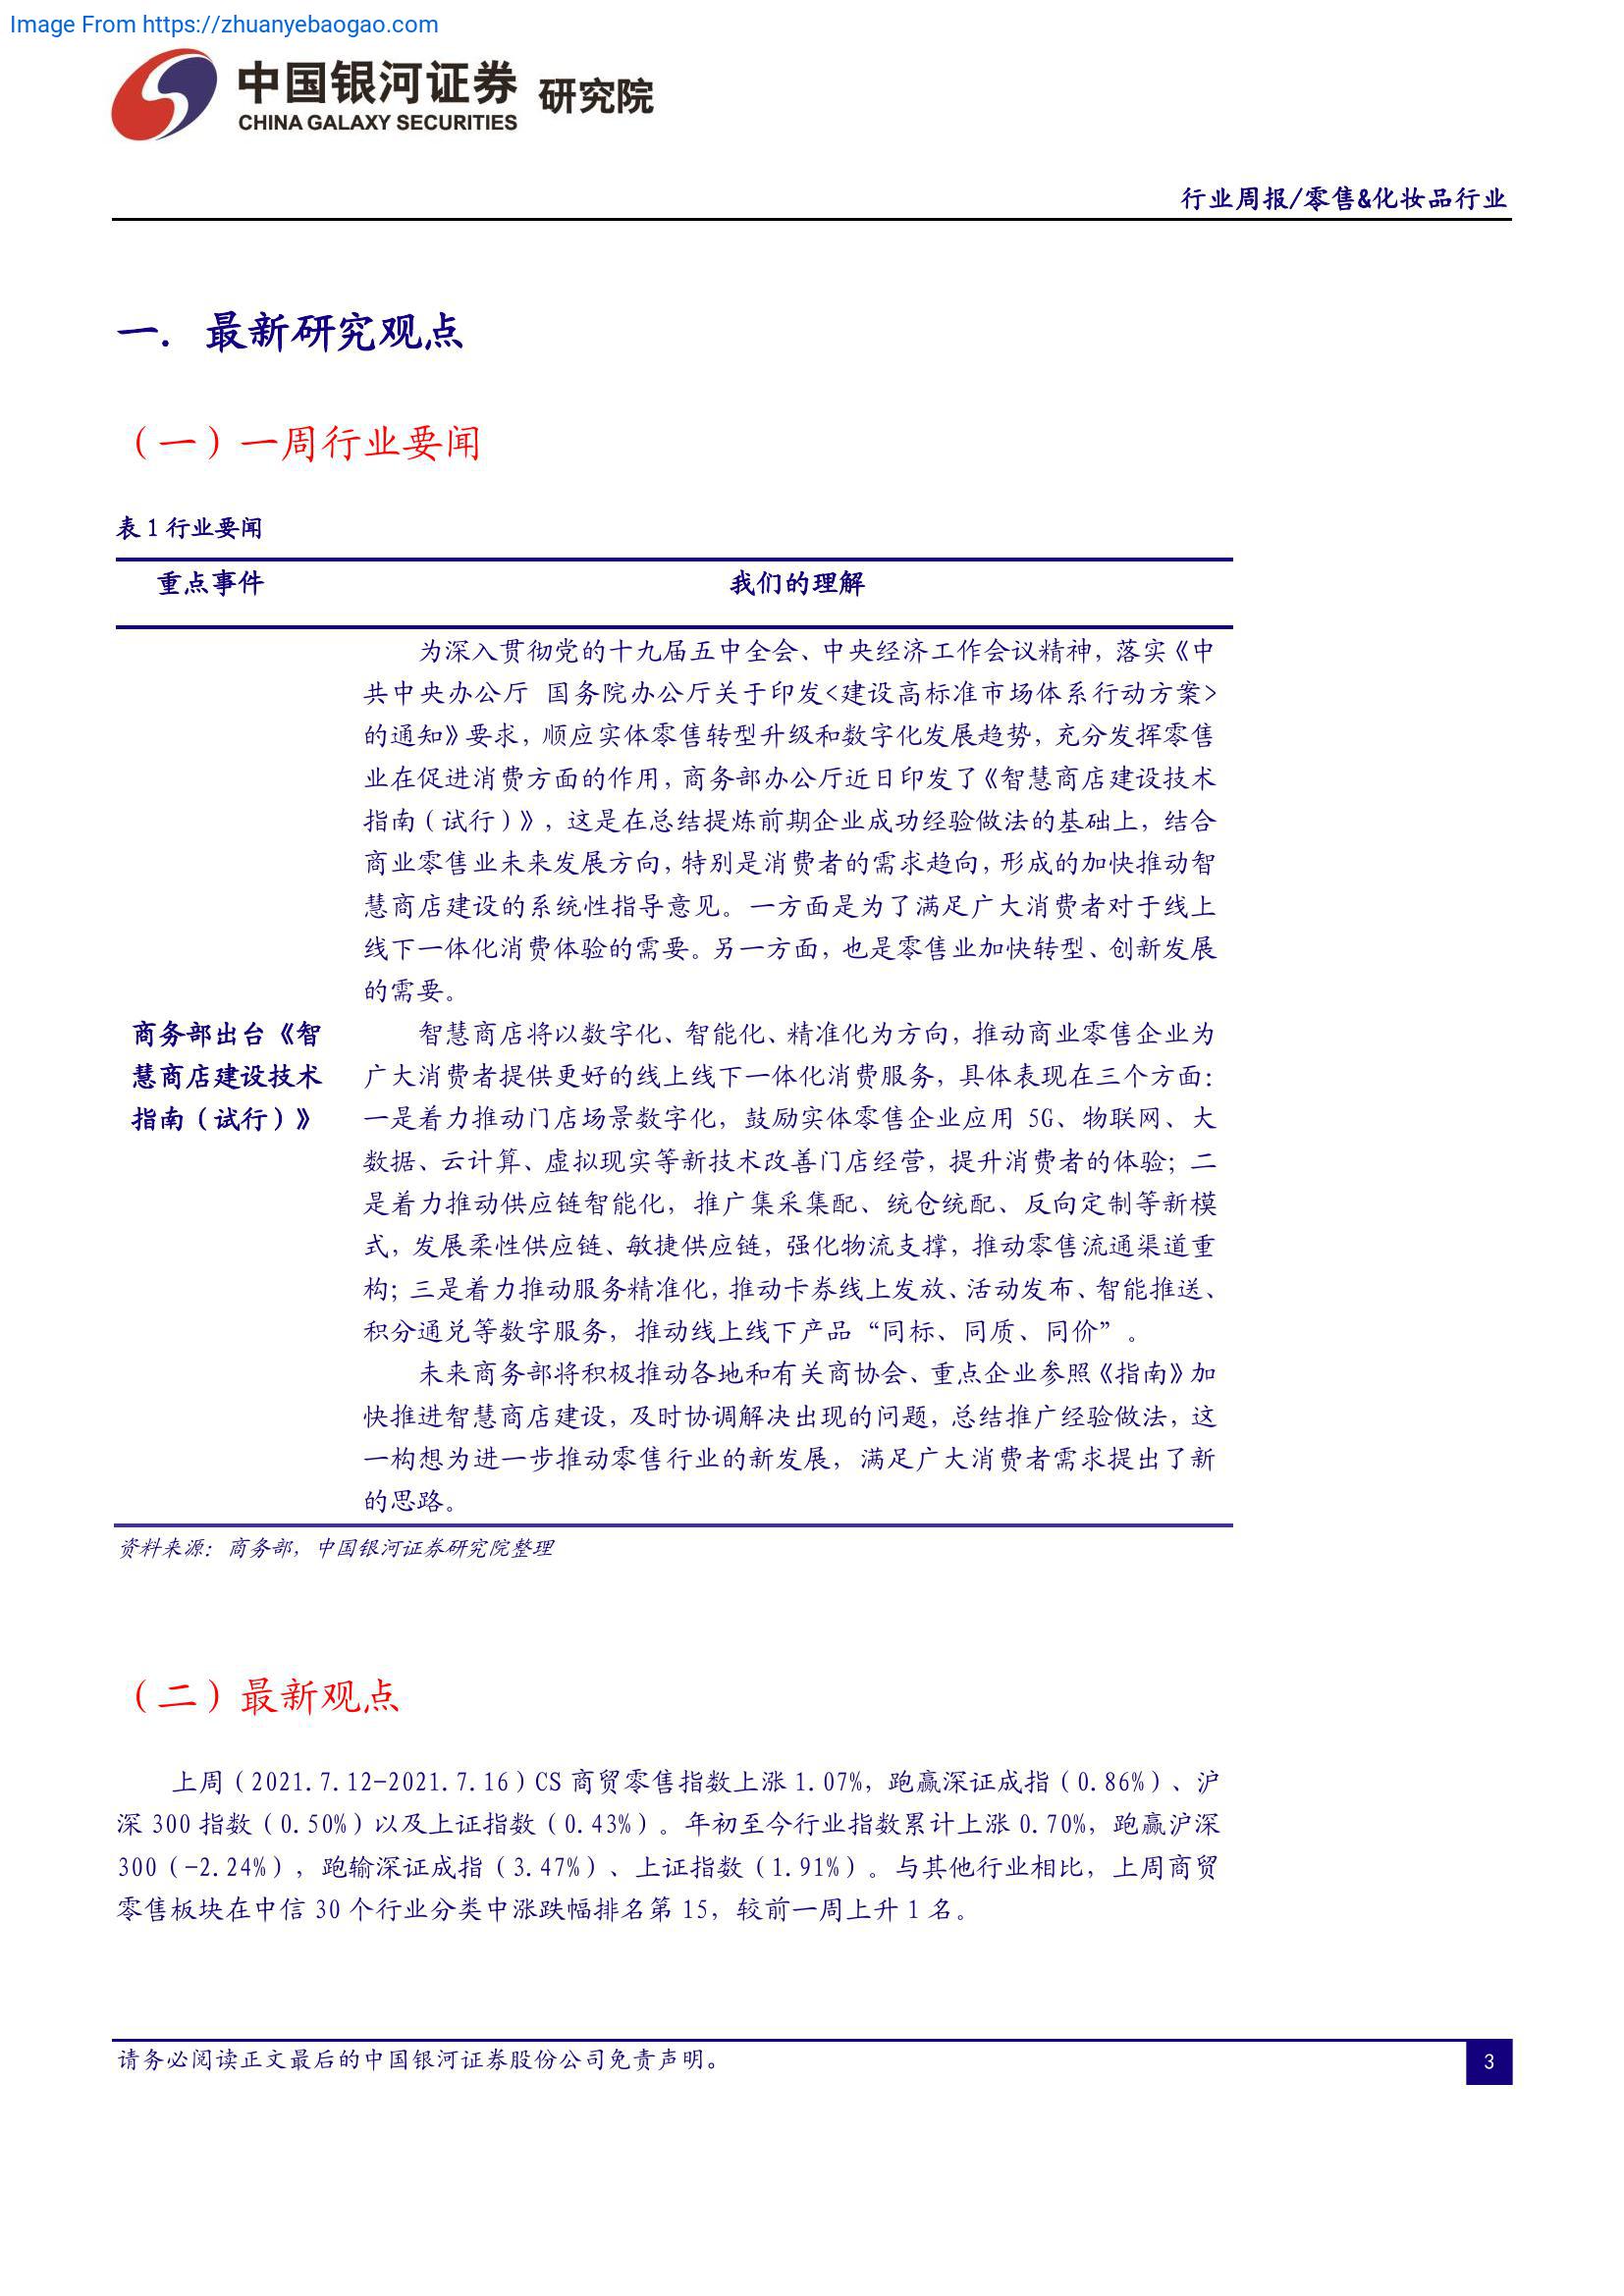 Image From https://zhuanyebaogao.com
中国银河证券 研究院
CHINA GALAXY SECURITIES
行业周报/零售&化妆品行业
一. 最新研究观点
（一）一周行业要闻
表 1 行业要闻
重点事件 我们的理解
为深入贯彻党的十九届五中全会、中央经济工作会议精神，落实《中
共中央办公厅 国务院办公厅关于印发<建设高标准市场体系行动方案>
的通知》要求，顺应实体零售转型升级和数字化发展趋势，充分发挥零售
业在促进消费方面的作用，商务部办公厅近日印发了《智慧商店建设技术
指南（试行）》，这是在总结提炼前期企业成功经验做法的基础上，结合
商业零售业未来发展方向，特别是消费者的需求趋向，形成的加快推动智
慧商店建设的系统性指导意见。一方面是为了满足广大消费者对于线上
线下一体化消费体验的需要。另一方面，也是零售业加快转型、创新发展
的需要。
商务部出台《智
慧商店建设技术
指南（试行）》
智慧商店将以数字化、智能化、精准化为方向，推动商业零售企业为
广大消费者提供更好的线上线下一体化消费服务，具体表现在三个方面：
一是着力推动门店场景数字化，鼓励实体零售企业应用 5G、物联网、大
数据、云计算、虚拟现实等新技术改善门店经营，提升消费者的体验；二
是着力推动供应链智能化，推广集采集配、统仓统配、反向定制等新模
式，发展柔性供应链、敏捷供应链，强化物流支撑，推动零售流通渠道重
构；三是着力推动服务精准化，推动卡券线上发放、活动发布、智能推送、
积分通兑等数字服务，推动线上线下产品“同标、同质、同价”。
未来商务部将积极推动各地和有关商协会、重点企业参照《指南》加
快推进智慧商店建设，及时协调解决出现的问题，总结推广经验做法，这
一构想为进一步推动零售行业的新发展，满足广大消费者需求提出了新
的思路。
资料来源：商务部，中国银河证券研究院整理
（二）最新观点
上周（2021.7.12-2021.7.16）CS 商贸零售指数上涨 1.07%，跑赢深证成指（0.86%）、沪
深 300 指数（0.50%）以及上证指数（0.43%）。年初至今行业指数累计上涨 0.70%，跑赢沪深
300（-2.24%），跑输深证成指（3.47%）、上证指数（1.91%）。与其他行业相比，上周商贸
零售板块在中信 30 个行业分类中涨跌幅排名第 15，较前一周上升 1 名。
请务必阅读正文最后的中国银河证券股份公司免责声明。
3